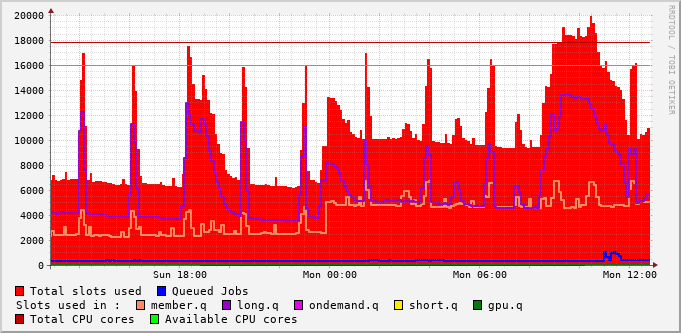 20000
18000
16000
14000
12000
10000
8000
6000
4000
2000
0
Sun 18:00 Mon 00:00 Mon 06:00 Mon 12:00
Total slots used Queued Jobs
Slots used in : member.q long.q ondemand.q short.q gpu.q
Total CPU cores Available CPU cores
RRDTOOL / TOBI OETIKER